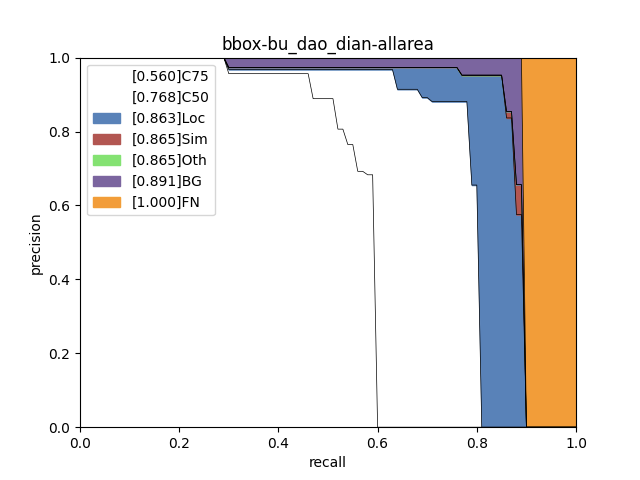 bbox-bu_dao_dian-allarea
1.0
0.8
0.6
0.4
0.2
0.0
precision
[0.560]C75
[0.768]C50
[0.863]Loc
[0.865]Sim
[0.865]Oth
[0.891]BG
[1.000]FN
0.0 0.2 0.4 0.6 0.8 1.0
recall